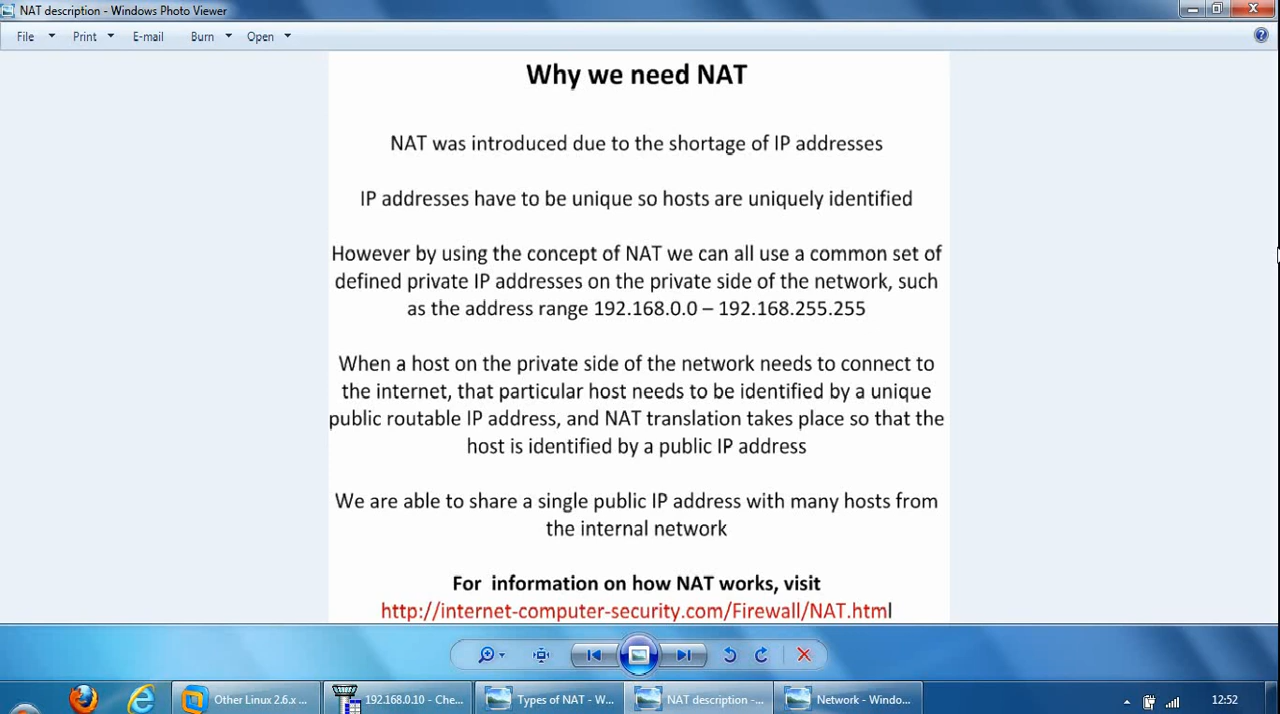 NAT description - Windows Photo Viewer
File Print E-mail Burn Open
Why we need NAT
NAT was introduced due to the shortage of IP addresses
IP addresses have to be unique so hosts are uniquely identified
However by using the concept of NAT we can all use a common set of
defined private IP addresses on the private side of the network, such
as the address range 192.168.0.0 – 192.168.255.255
When a host on the private side of the network needs to connect to
the internet, that particular host needs to be identified by a unique
public routable IP address, and NAT translation takes place so that the
host is identified by a public IP address
We are able to share a single public IP address with many hosts from
the internal network
For information on how NAT works, visit
http://internet-computer-security.com/Firewall/NAT.html
Other Linux 2.6.x ... 192.168.0.10 - Che... Types of NAT - W... NAT description -... Network - Windo... 12:52